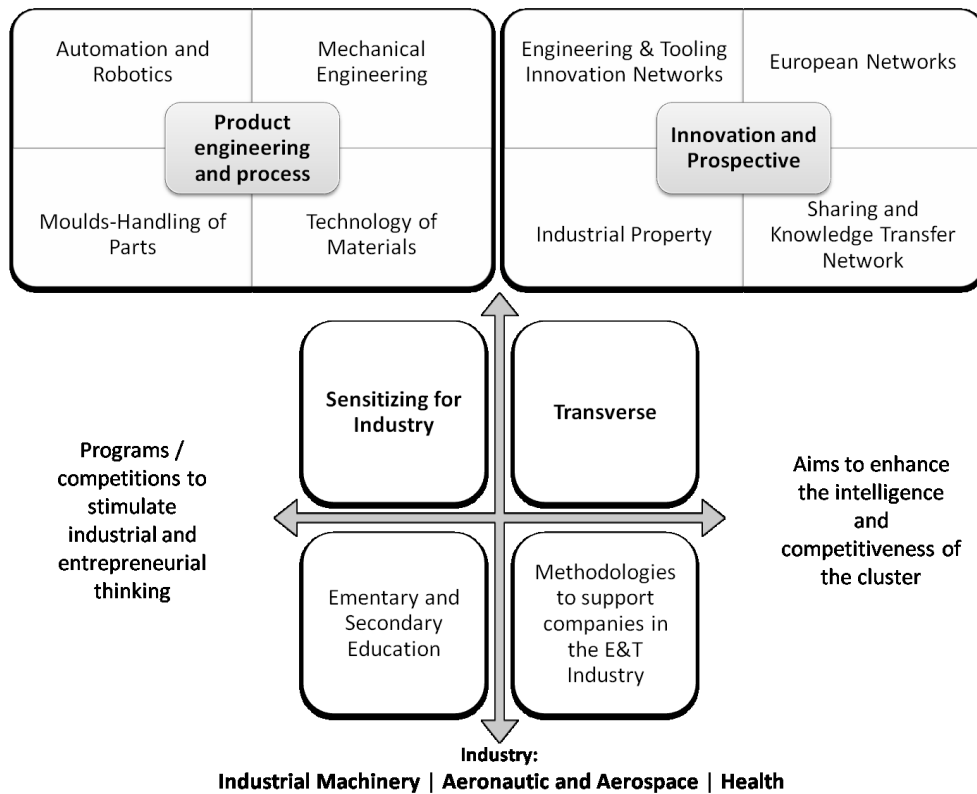 Automation and
Robotics
Mechanical
Engineering
Product
engineering
and process
Moulds-Handling of
Parts
Technology of
Materials
Engineering & Tooling
Innovation Networks
European Networks
Innovation and
Prospective
Industrial Property
Sharing and
Knowledge Transfer
Network
Sensitizing for
Industry
Transverse
Programs /
competitions to
stimulate
industrial and
entrepreneurial
thinking
Aims to enhance
the intelligence
and
competitiveness of
the cluster
Ementary and
Secondary
Education
Methodologies
to support
companies in
the E&T
Industry
Industry:
Industrial Machinery | Aeronautic and Aerospace | Health